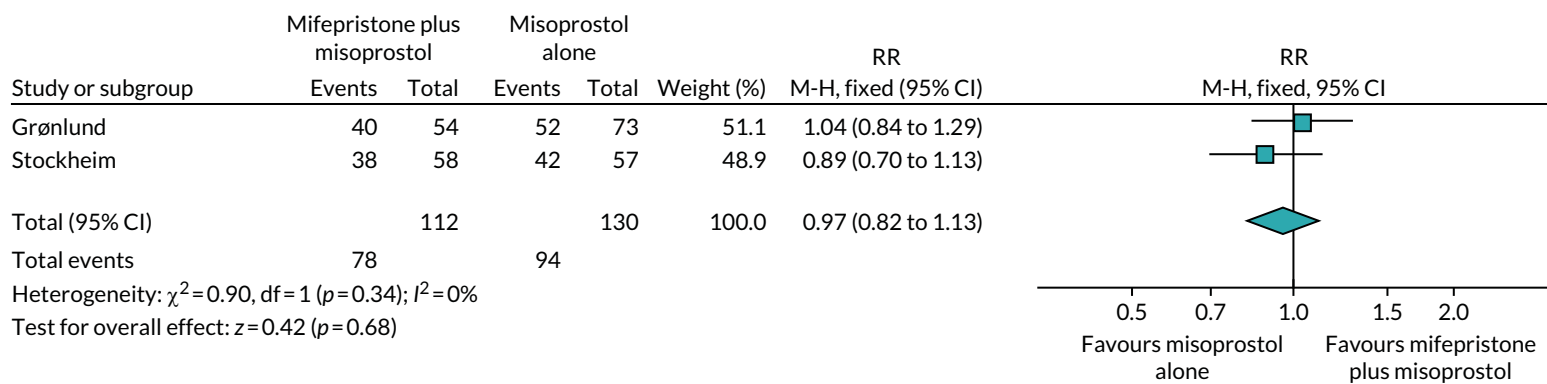 Mifepristone plus misoprostol Misoprostol alone RR RR
Study or subgroup Events Total Events Total Weight (%) M-H, fixed (95% CI) M-H, fixed, 95% CI
Grønlund 40 54 52 73 51.1 1.04 (0.84 to 1.29)
Stockheim 38 58 42 57 48.9 0.89 (0.70 to 1.13)
Total (95% CI) 112 130 100.0 0.97 (0.82 to 1.13)
Total events 78 94
Heterogeneity: χ²=0.90, df=1 (p=0.34); I²=0%
Test for overall effect: z=0.42 (p=0.68)
0.5 0.7 1.0 1.5 2.0
Favours misoprostol alone Favours mifepristone plus misoprostol